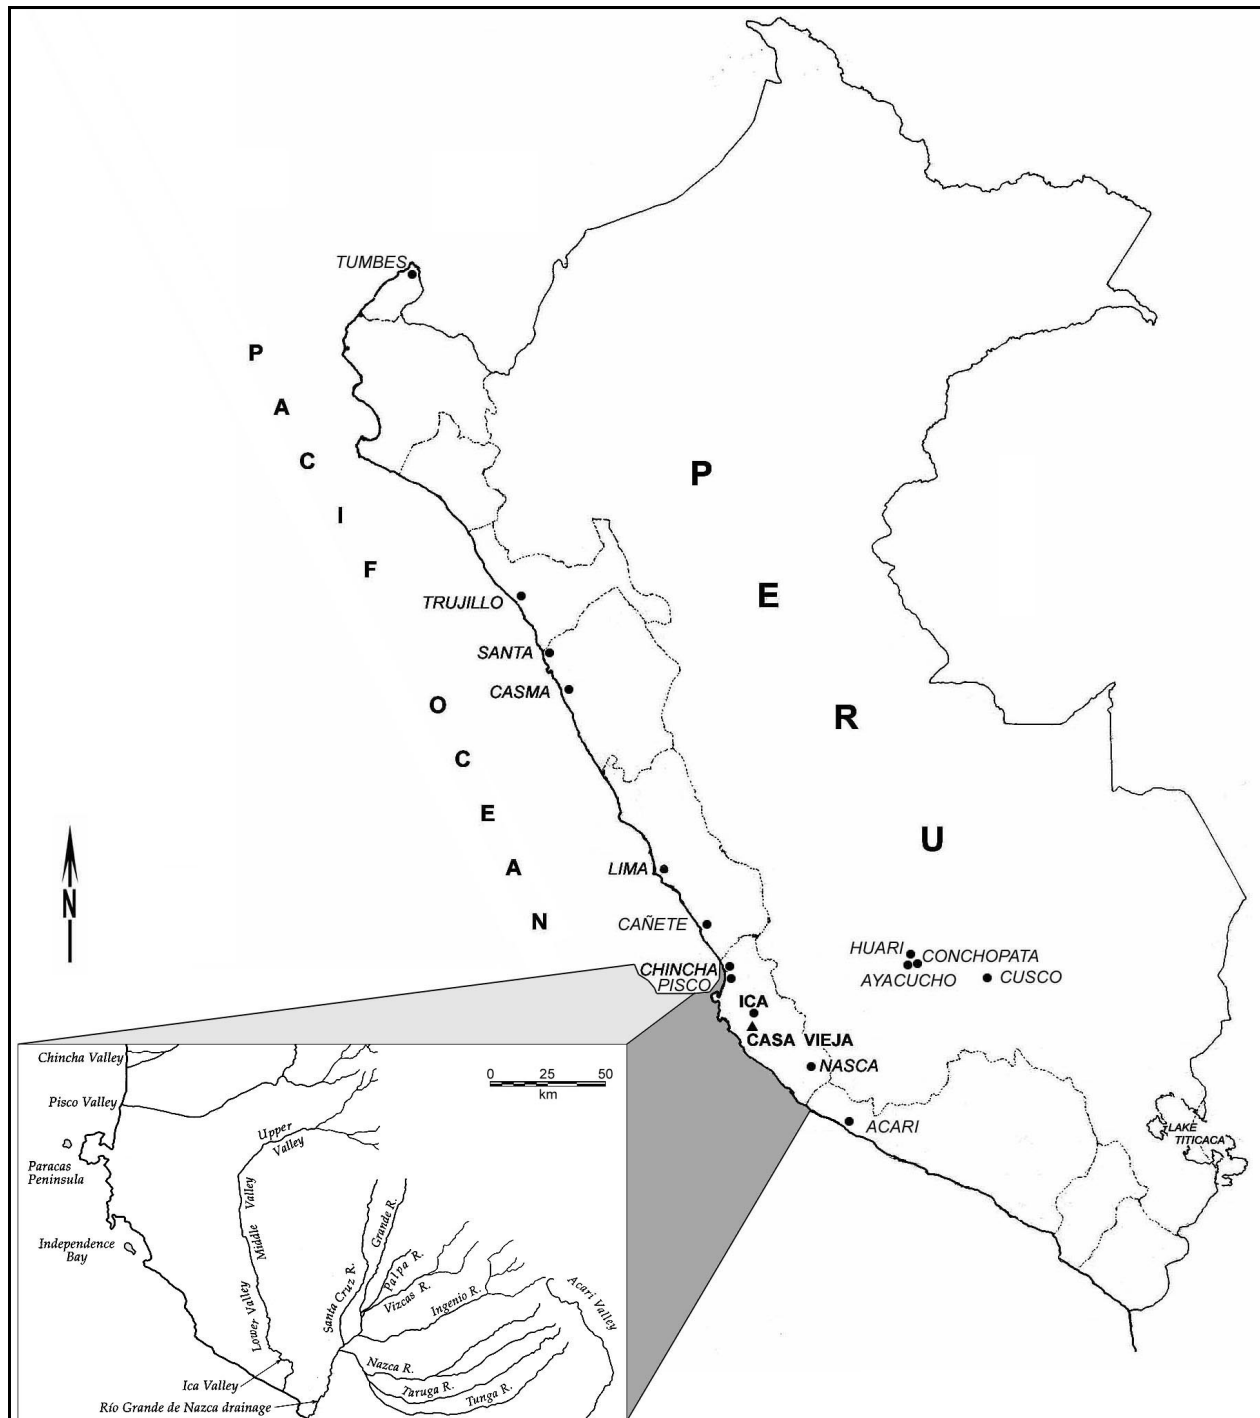 TUMBES
P A C I F
O C E A N
P E R U
TRUJILLO
SANTA
CASMA
LIMA
CAÑETE
CHINCHA
PISCO
HUARI
CONCHOPATA
AYACUCHO
CUSCO
ICA
CASA VIEJA
NASCA
ACARI
LAKE
TITICACA
N
0 25 50
km
Chincha Valley
Pisco Valley
Paracas
Peninsula
Independence
Bay
Upper
Valley
Middle Valley
Lower Valley
Santa Cruz R.
Grande R.
Palpa R.
Vizcas R.
Ingenio R.
Acari Valley
Nazca R.
Taruga R.
Tunga R.
Ica Valley
Río Grande de Nazca drainage